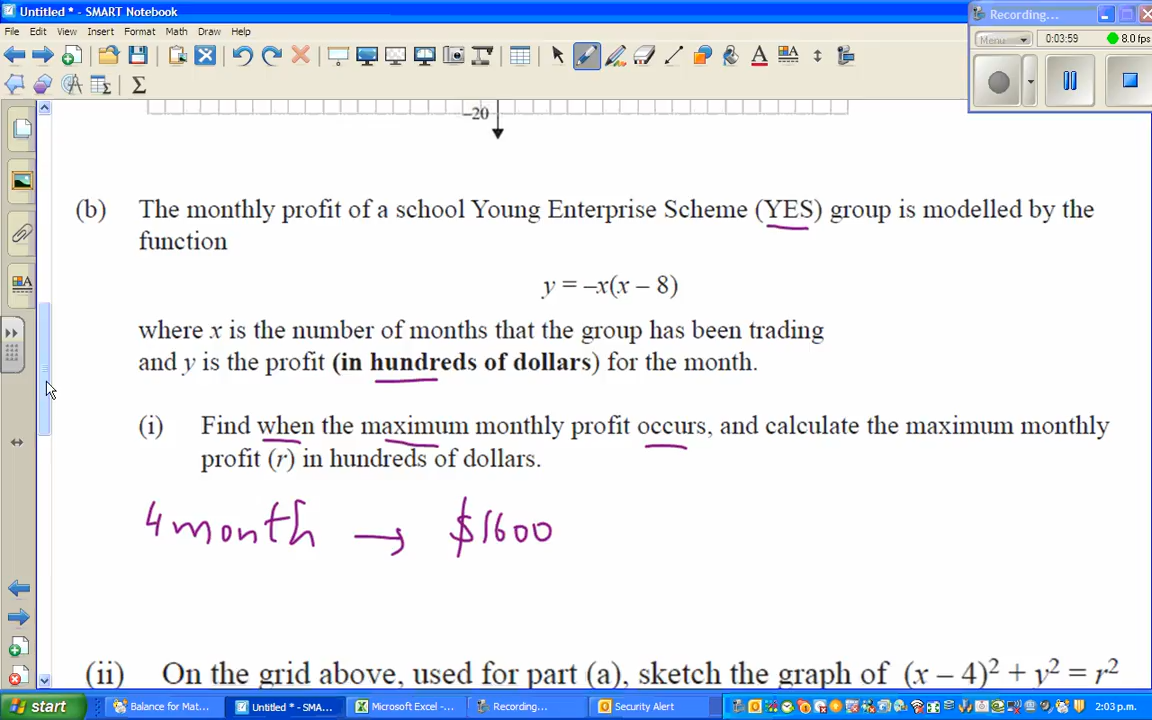 Untitled * - SMART Notebook
Recording...
File Edit View Insert Format Math Draw Help
Menu 0:03:59 8.0 fps
-20
(b) The monthly profit of a school Young Enterprise Scheme (YES) group is modelled by the
function
y = –x(x – 8)
where x is the number of months that the group has been trading
and y is the profit (in hundreds of dollars) for the month.
(i) Find when the maximum monthly profit occurs, and calculate the maximum monthly
profit (r) in hundreds of dollars.
4 month → $1600
(ii) On the grid above, used for part (a), sketch the graph of (x – 4)² + y² = r²
start Balance for Mat... Untitled * - SMA... Microsoft Excel -... Recording... Security Alert 2:03 p.m.